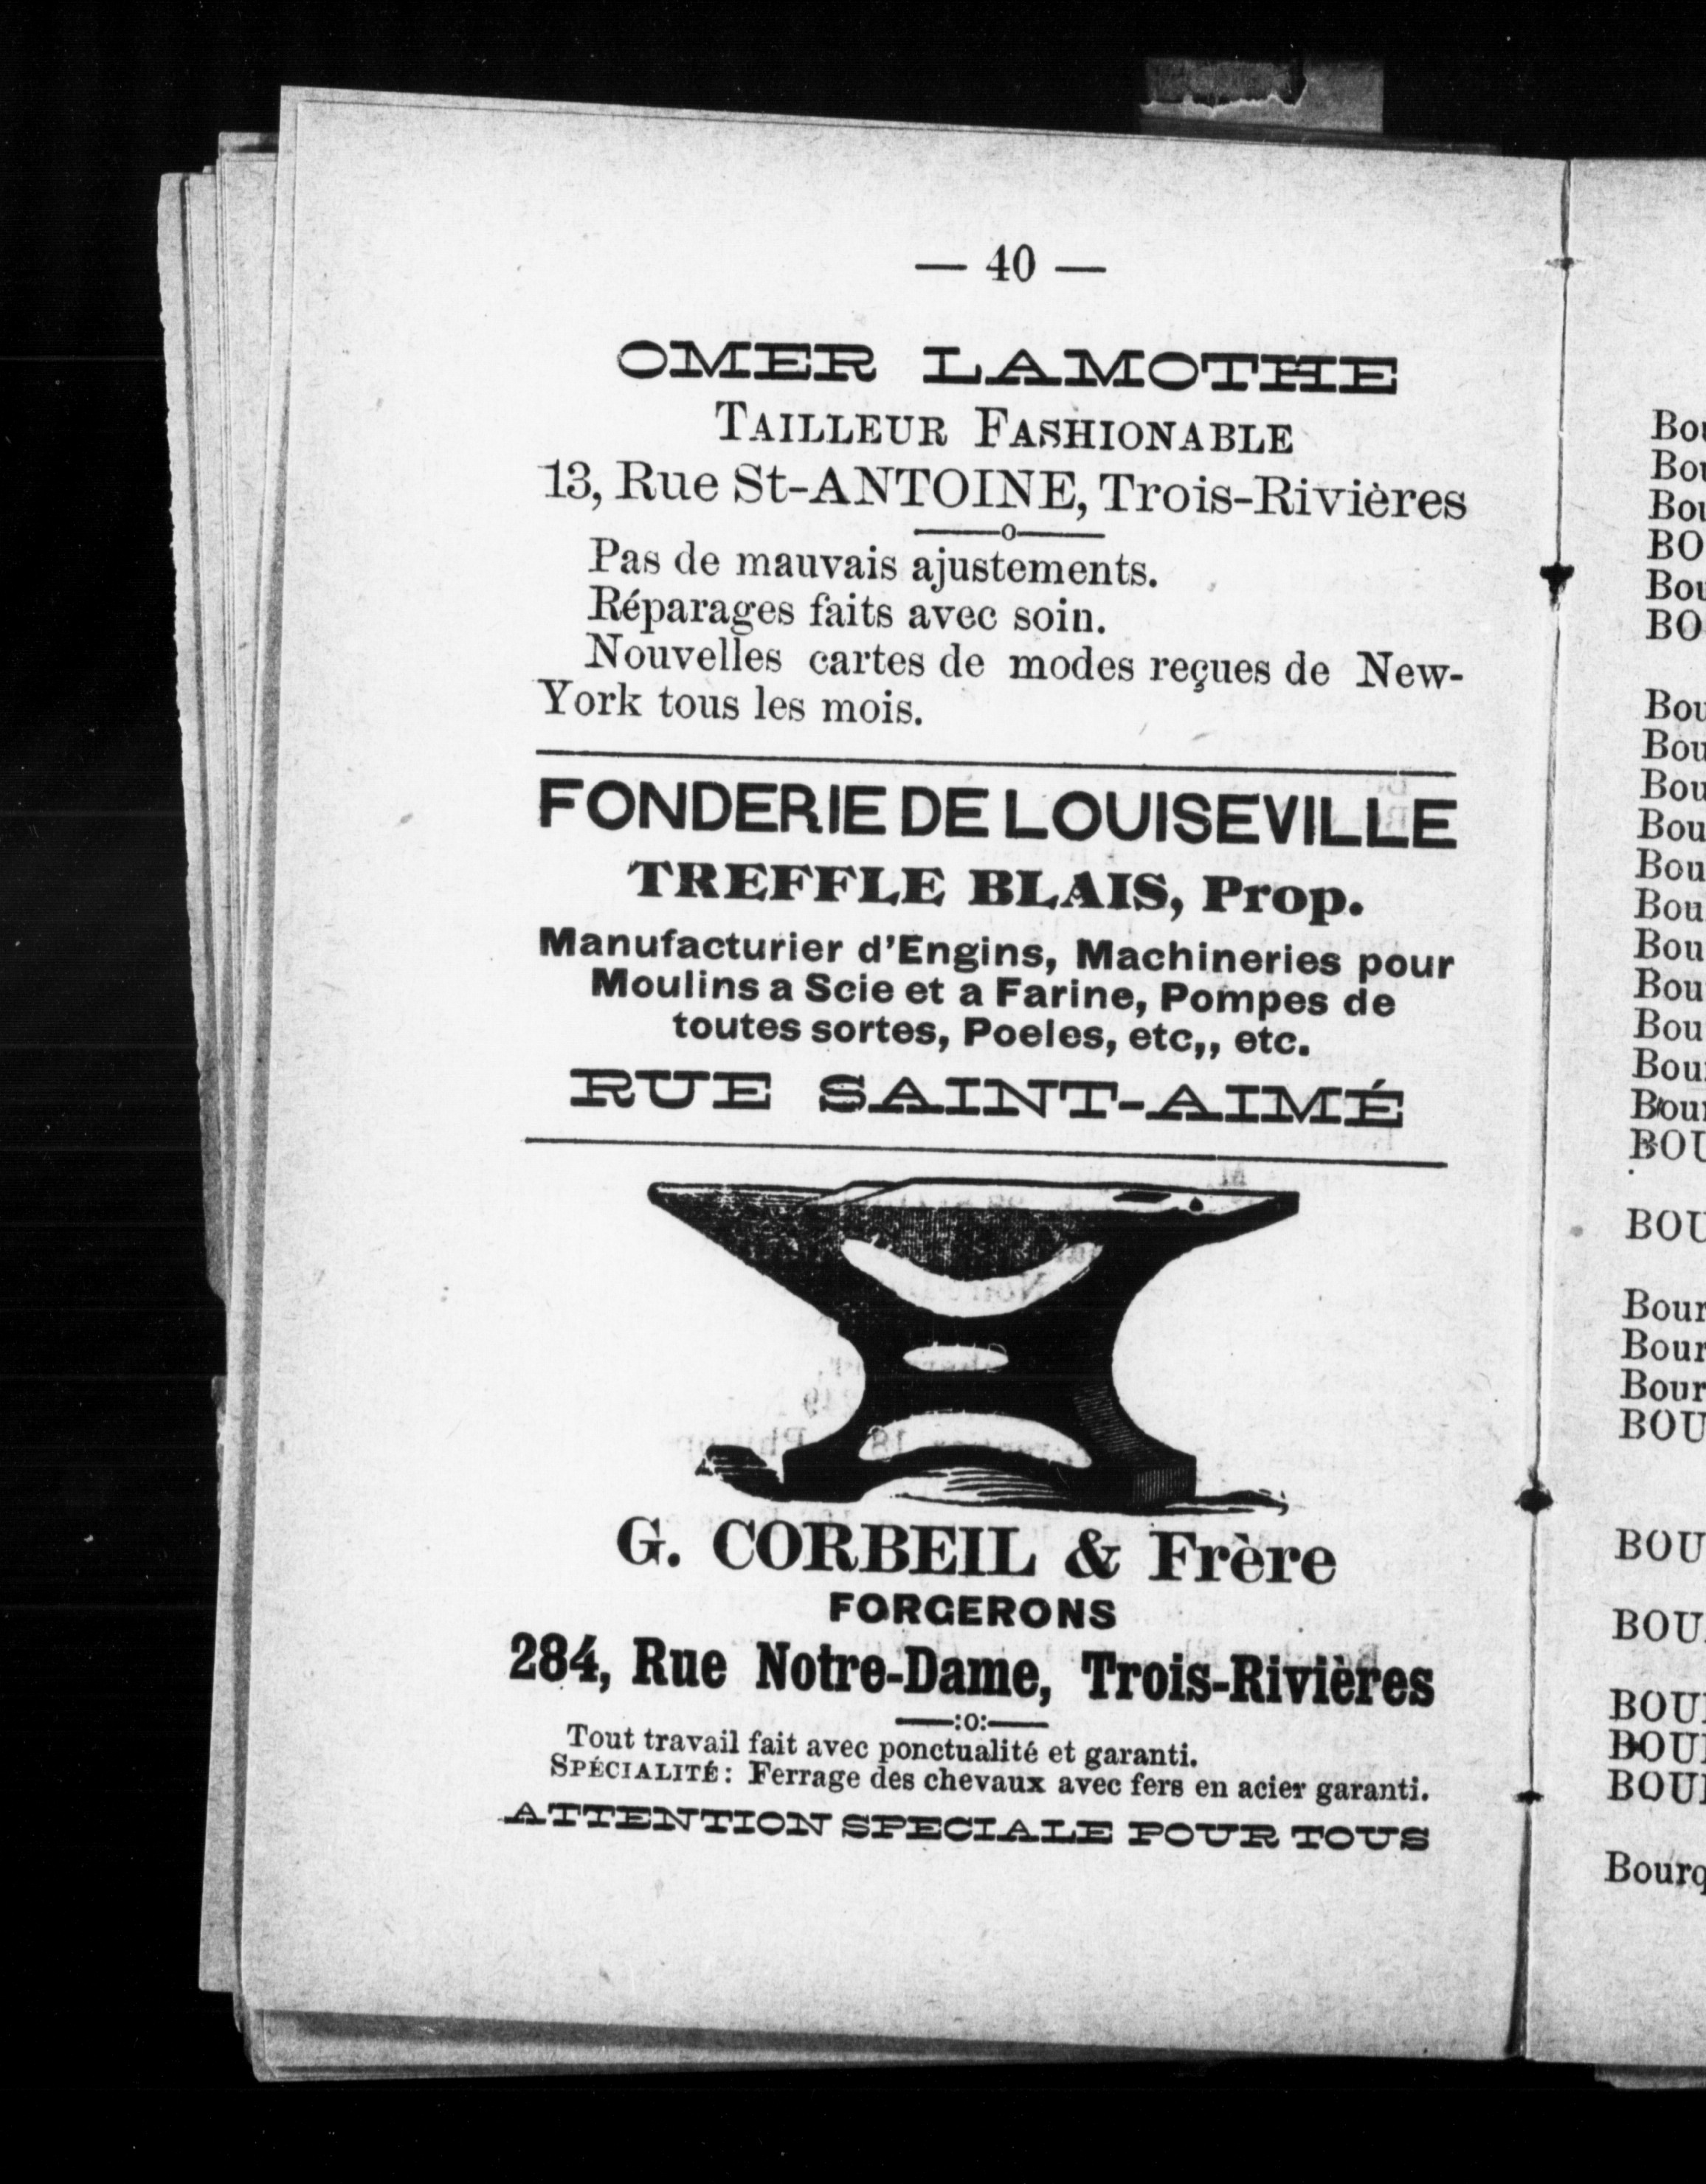 — 40 —
OMER LAMOTHE
TAILLEUR FASHIONABLE
13, Rue St-ANTOINE, Trois-Rivières
——o——
Pas de mauvais ajustements.
Réparages faits avec soin.
Nouvelles cartes de modes reçues de New-
York tous les mois.
FONDERIE DE LOUISEVILLE
TREFFLE BLAIS, Prop.
Manufacturier d'Engins, Machineries pour
Moulins a Scie et a Farine, Pompes de
toutes sortes, Poeles, etc,, etc.
RUE SAINT-AIMÉ
G. CORBEIL & Frère
FORGERONS
284, Rue Notre-Dame, Trois-Rivières
——:o:——
Tout travail fait avec ponctualité et garanti.
SPÉCIALITÉ: Ferrage des chevaux avec fers en acier garanti.
ATTENTION SPECIALE POUR TOUS